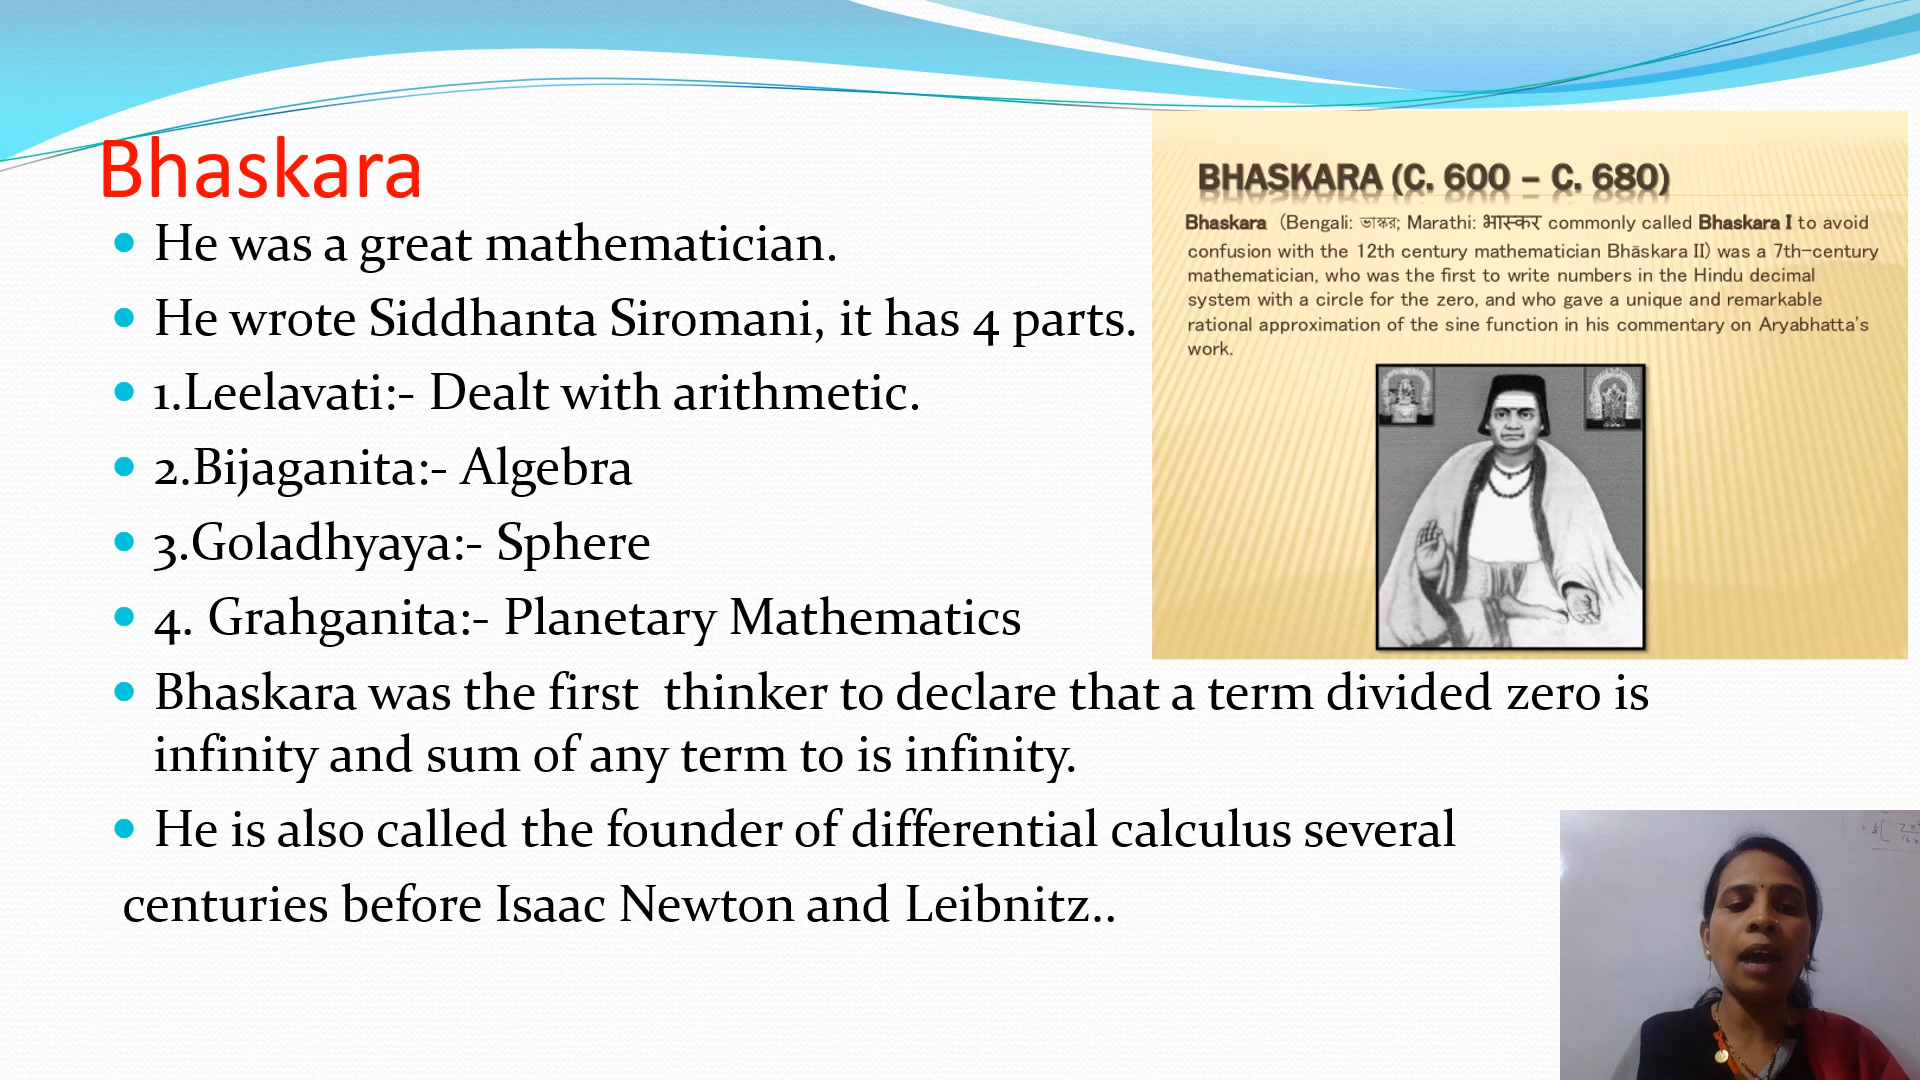 Bhaskara
He was a great mathematician.
He wrote Siddhanta Siromani, it has 4 parts.
1.Leelavati:- Dealt with arithmetic.
2.Bijaganita:- Algebra
3.Goladhyaya:- Sphere
4. Grahganita:- Planetary Mathematics
Bhaskara was the first thinker to declare that a term divided zero is
infinity and sum of any term to is infinity.
He is also called the founder of differential calculus several
centuries before Isaac Newton and Leibnitz..
BHASKARA (C. 600 – C. 680)
Bhaskara (Bengali: ভাস্কর; Marathi: भास्कर commonly called Bhaskara I to avoid
confusion with the 12th century mathematician Bhāskara II) was a 7th-century
mathematician, who was the first to write numbers in the Hindu decimal
system with a circle for the zero, and who gave a unique and remarkable
rational approximation of the sine function in his commentary on Aryabhatta's
work.